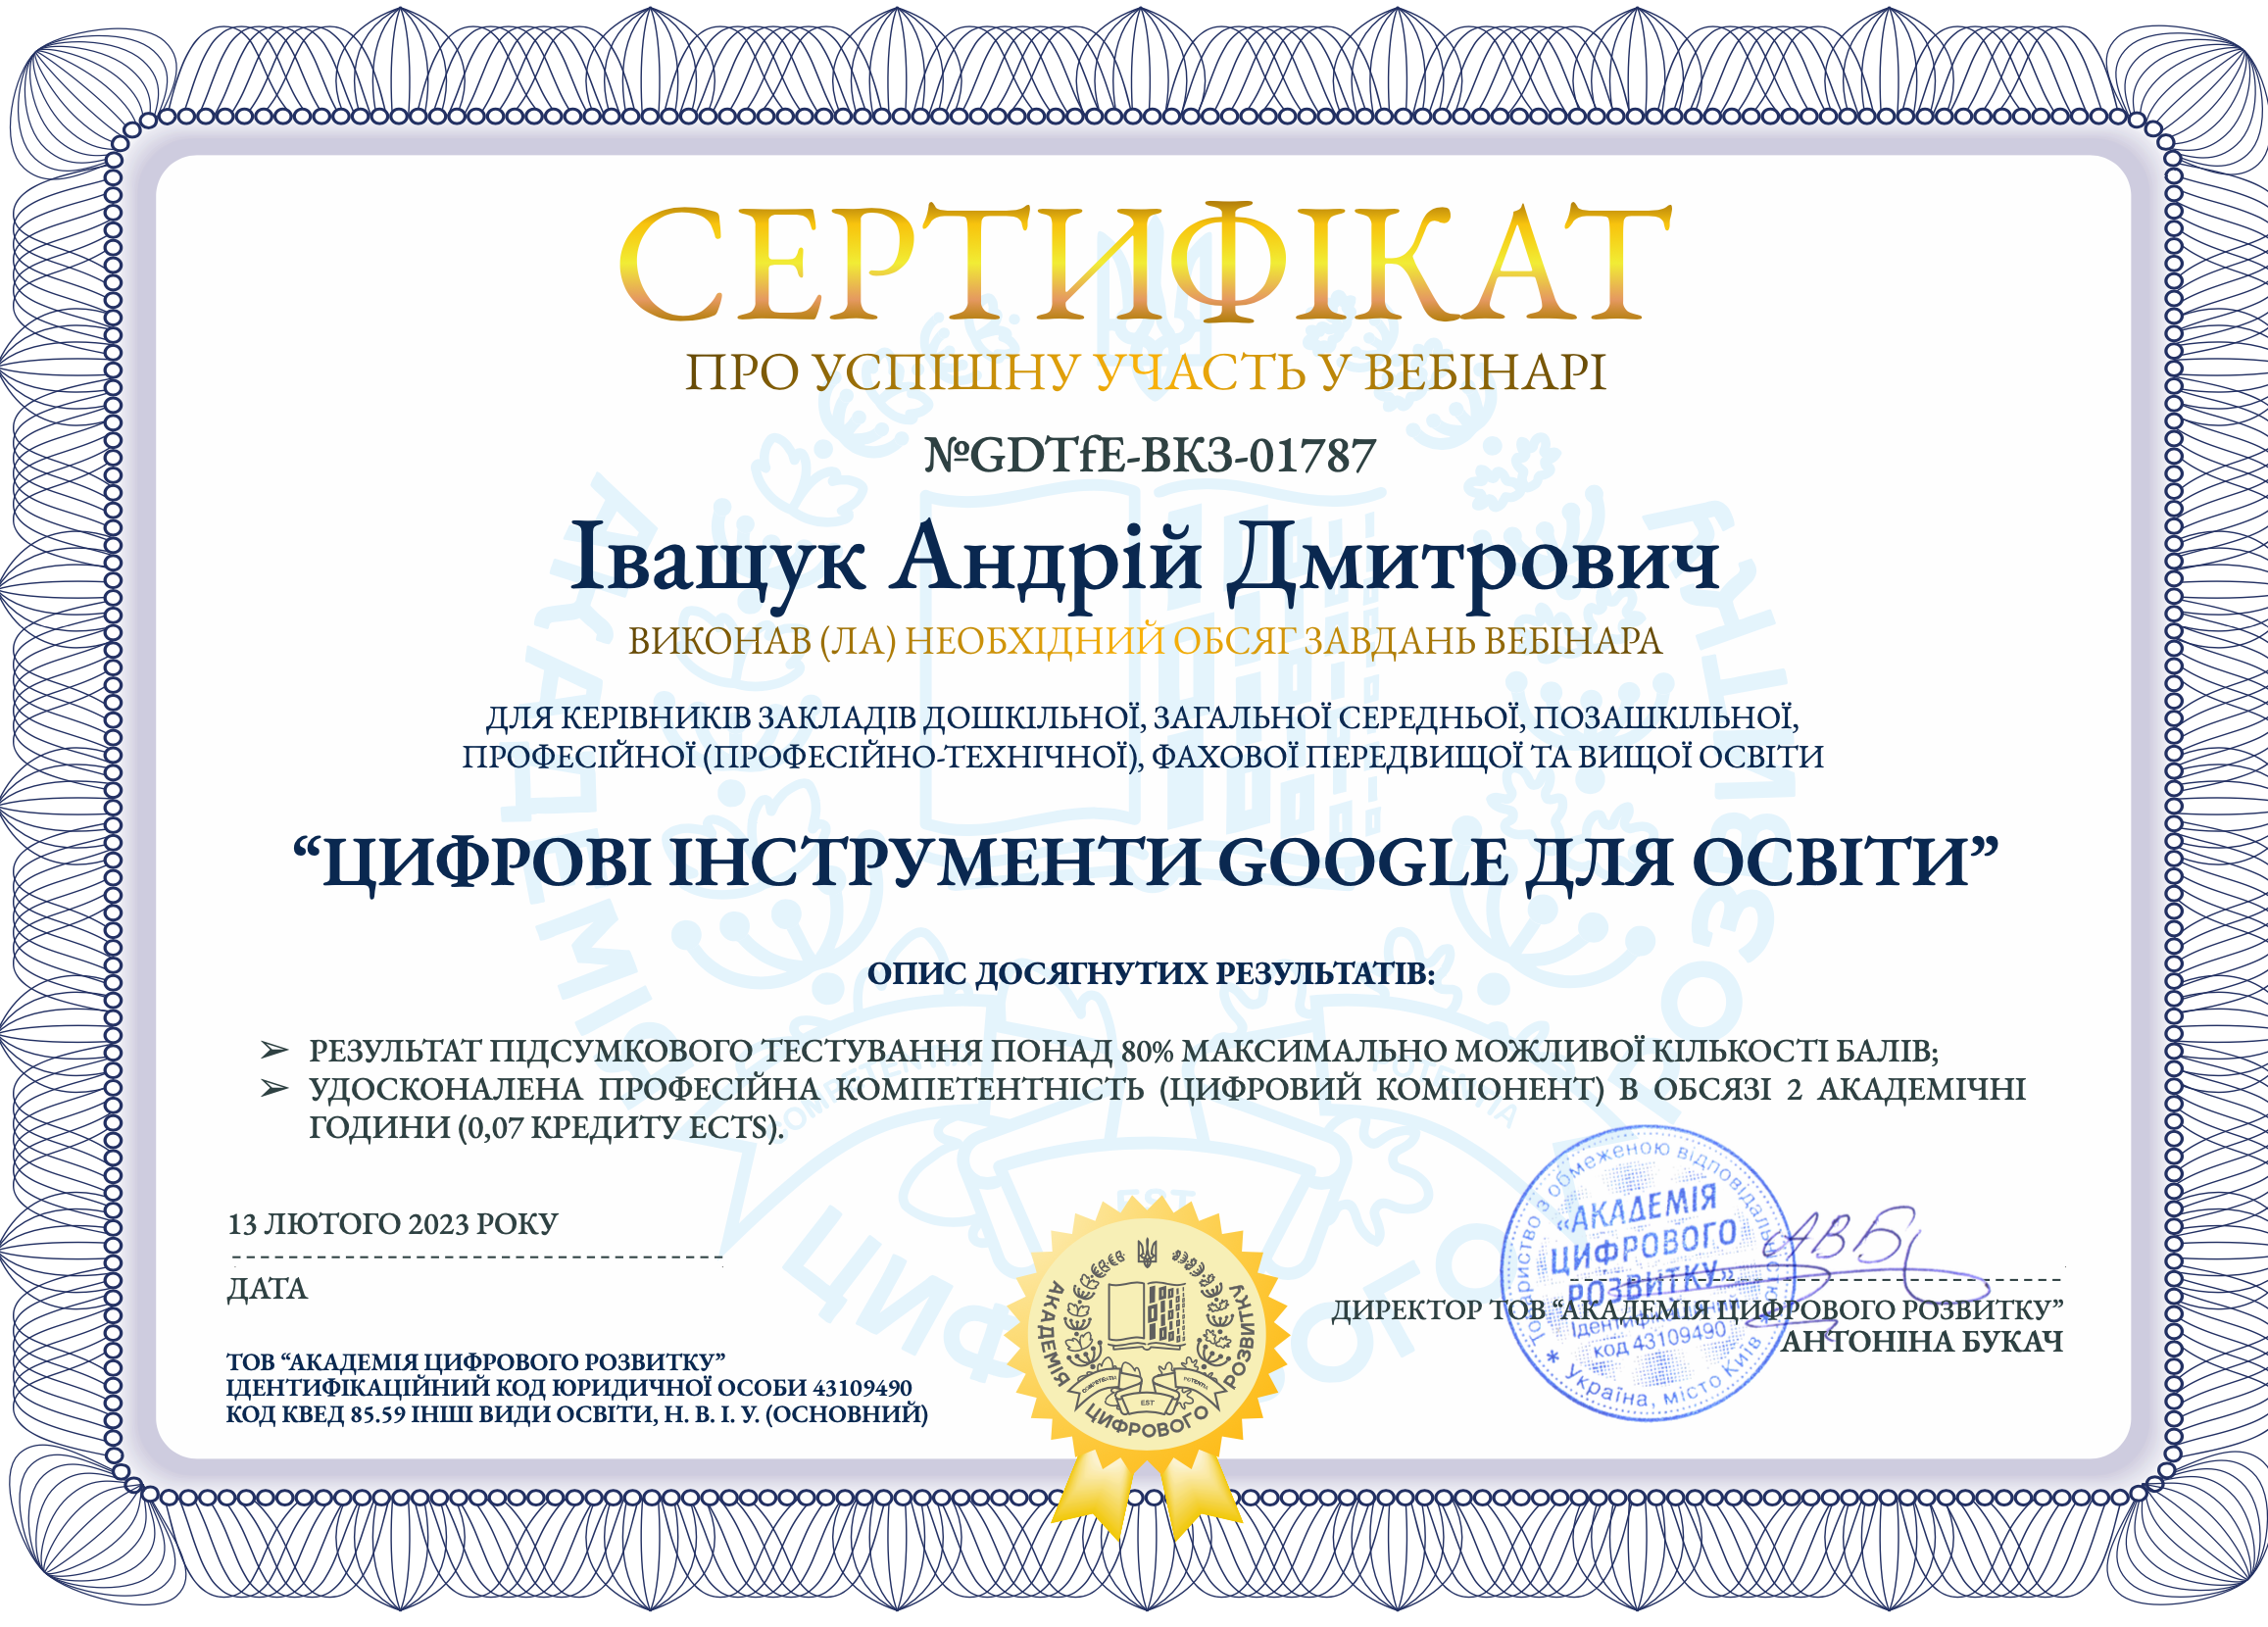 СЕРТИФІКАТ
ПРО УСПІШНУ УЧАСТЬ У ВЕБІНАРІ
№GDTfE-ВКЗ-01787
Іващук Андрій Дмитрович
ВИКОНАВ (ЛА) НЕОБХІДНИЙ ОБСЯГ ЗАВДАНЬ ВЕБІНАРА
ДЛЯ КЕРІВНИКІВ ЗАКЛАДІВ ДОШКІЛЬНОЇ, ЗАГАЛЬНОЇ СЕРЕДНЬОЇ, ПОЗАШКІЛЬНОЇ,
ПРОФЕСІЙНОЇ (ПРОФЕСІЙНО-ТЕХНІЧНОЇ), ФАХОВОЇ ПЕРЕДВИЩОЇ ТА ВИЩОЇ ОСВІТИ
“ЦИФРОВІ ІНСТРУМЕНТИ GOOGLE ДЛЯ ОСВІТИ”
ОПИС ДОСЯГНУТИХ РЕЗУЛЬТАТІВ:
➢ РЕЗУЛЬТАТ ПІДСУМКОВОГО ТЕСТУВАННЯ ПОНАД 80% МАКСИМАЛЬНО МОЖЛИВОЇ КІЛЬКОСТІ БАЛІВ;
➢ УДОСКОНАЛЕНА ПРОФЕСІЙНА КОМПЕТЕНТНІСТЬ (ЦИФРОВИЙ КОМПОНЕНТ) В ОБСЯЗІ 2 АКАДЕМІЧНІ
ГОДИНИ (0,07 КРЕДИТУ ECTS).
13 ЛЮТОГО 2023 РОКУ
ДАТА
ТОВ “АКАДЕМІЯ ЦИФРОВОГО РОЗВИТКУ”
ІДЕНТИФІКАЦІЙНИЙ КОД ЮРИДИЧНОЇ ОСОБИ 43109490
КОД КВЕД 85.59 ІНШІ ВИДИ ОСВІТИ, Н. В. І. У. (ОСНОВНИЙ)
АКАДЕМІЯ ЦИФРОВОГО РОЗВИТКУ
EST
Товариство з обмеженою відповідальністю
«АКАДЕМІЯ
ЦИФРОВОГО
РОЗВИТКУ»
Ідентифікаційний
код 43109490
* Україна, місто Київ *
ДИРЕКТОР ТОВ “АКАДЕМІЯ ЦИФРОВОГО РОЗВИТКУ”
АНТОНІНА БУКАЧ